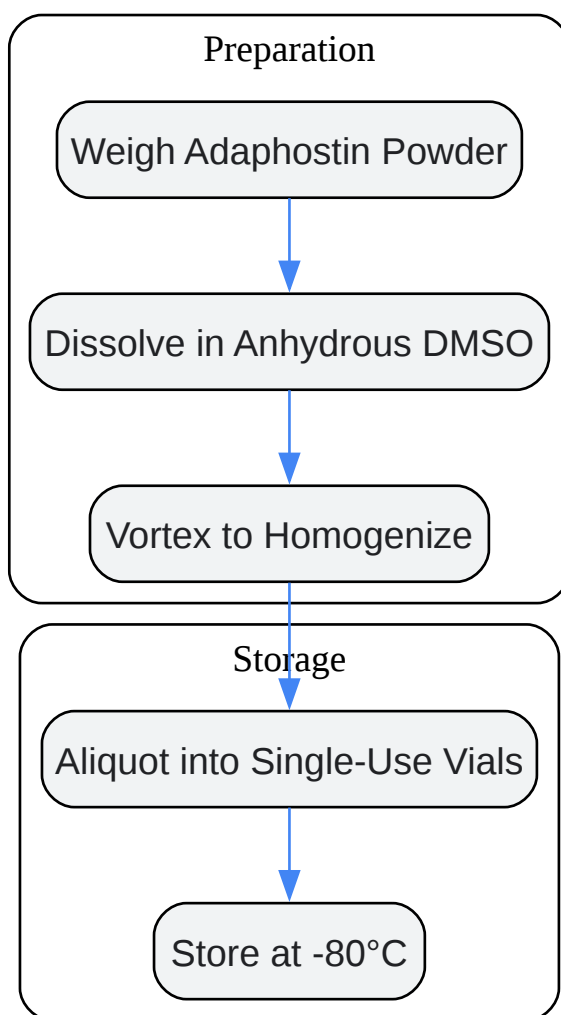 Preparation
Weigh Adaphostin Powder
Dissolve in Anhydrous DMSO
Vortex to Homogenize
Storage
Aliquot into Single-Use Vials
Store at -80°C